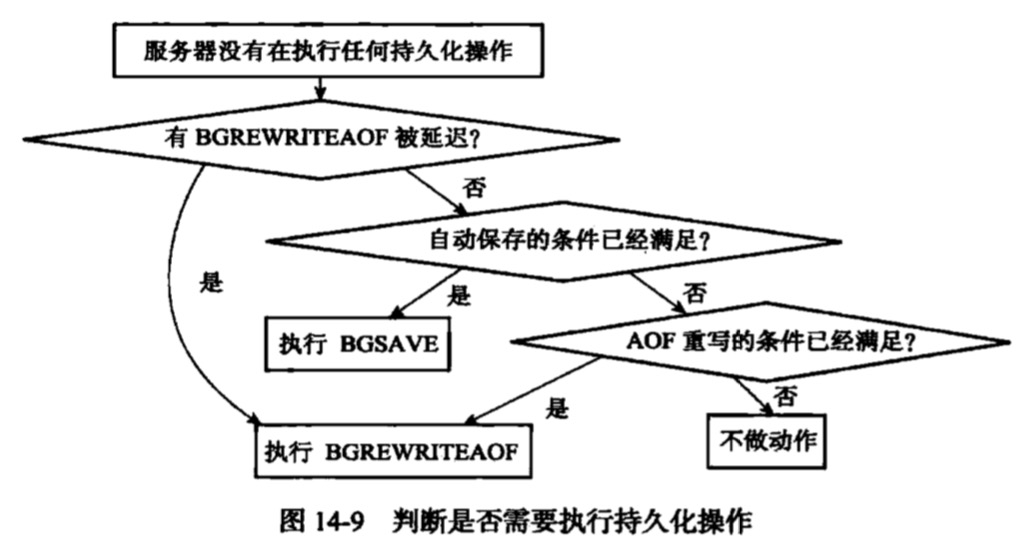 服务器没有在执行任何持久化操作
有 BGREWRITEAOF 被延迟?
否
自动保存的条件已经满足?
是
是
否
执行 BGSAVE
AOF 重写的条件已经满足?
是
否
执行 BGREWRITEAOF
不做动作
图 14-9 判断是否需要执行持久化操作